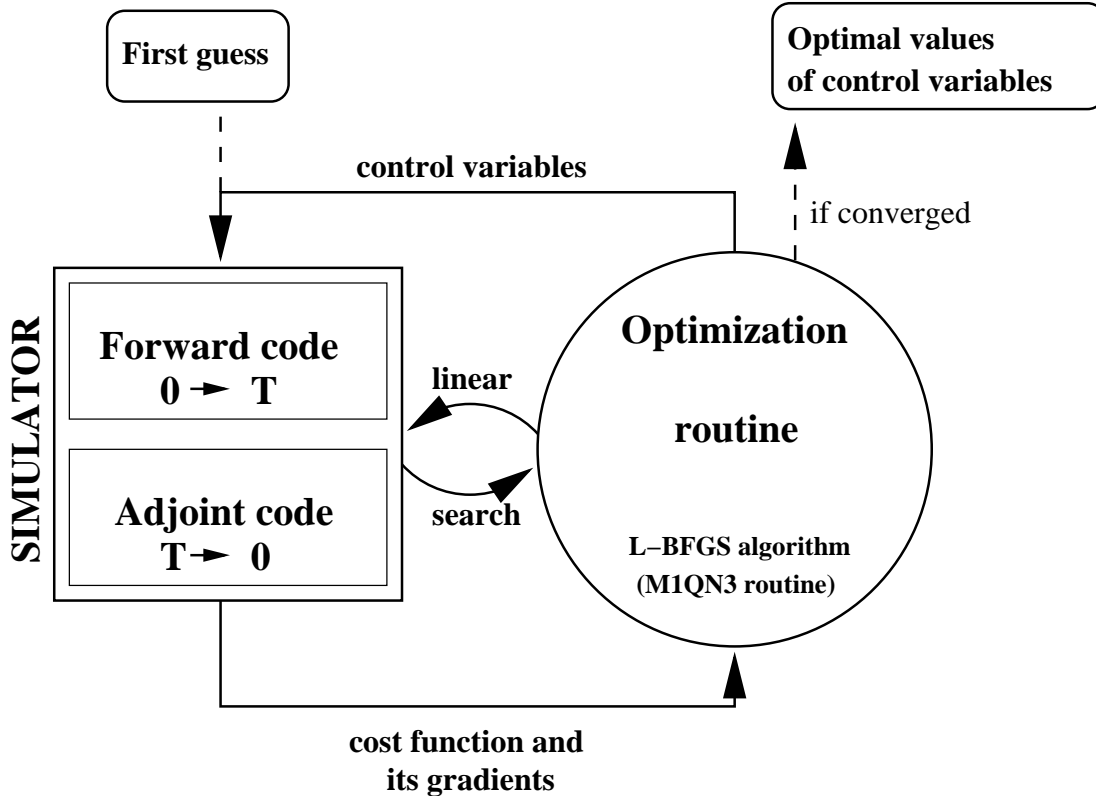 First guess
Optimal values
of control variables
control variables
if converged
SIMULATOR
Forward code
0 → T
Adjoint code
T → 0
linear
search
Optimization
routine
L−BFGS algorithm
(M1QN3 routine)
cost function and
its gradients